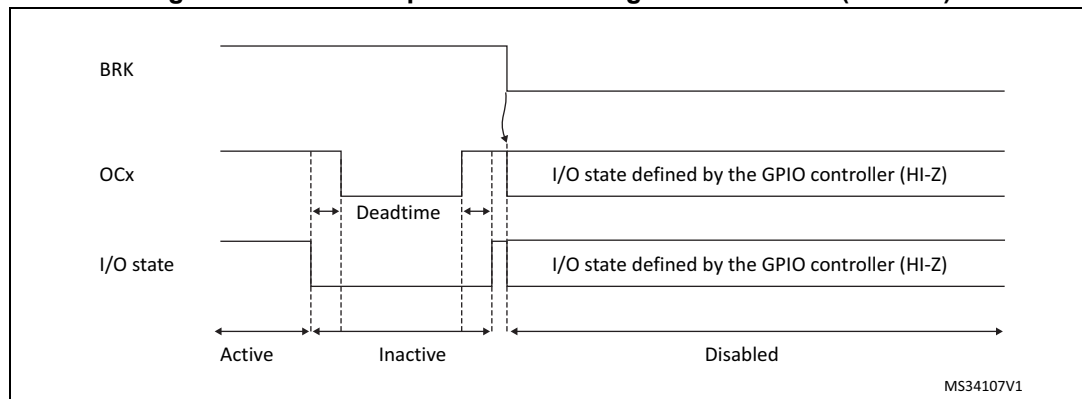 BRK
OCx
I/O state defined by the GPIO controller (HI-Z)
Deadtime
I/O state
I/O state defined by the GPIO controller (HI-Z)
Active
Inactive
Disabled
MS34107V1